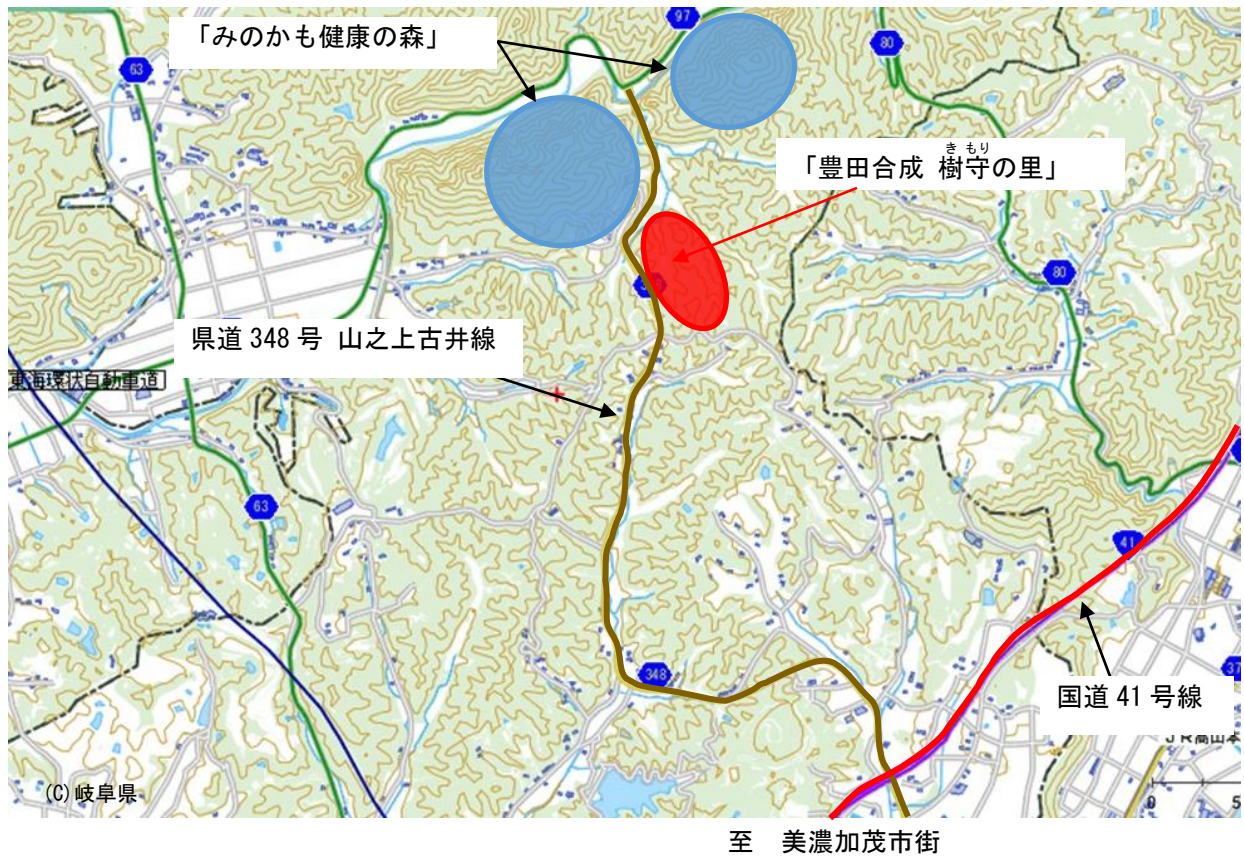 97
「みのかも健康の森」
80
63
き もり
「豊田合成 樹守の里」
80
県道 348 号 山之上古井線
東海環状自動車道
63
41
348
国道 41 号線
(C)岐阜県
0
至 美濃加茂市街